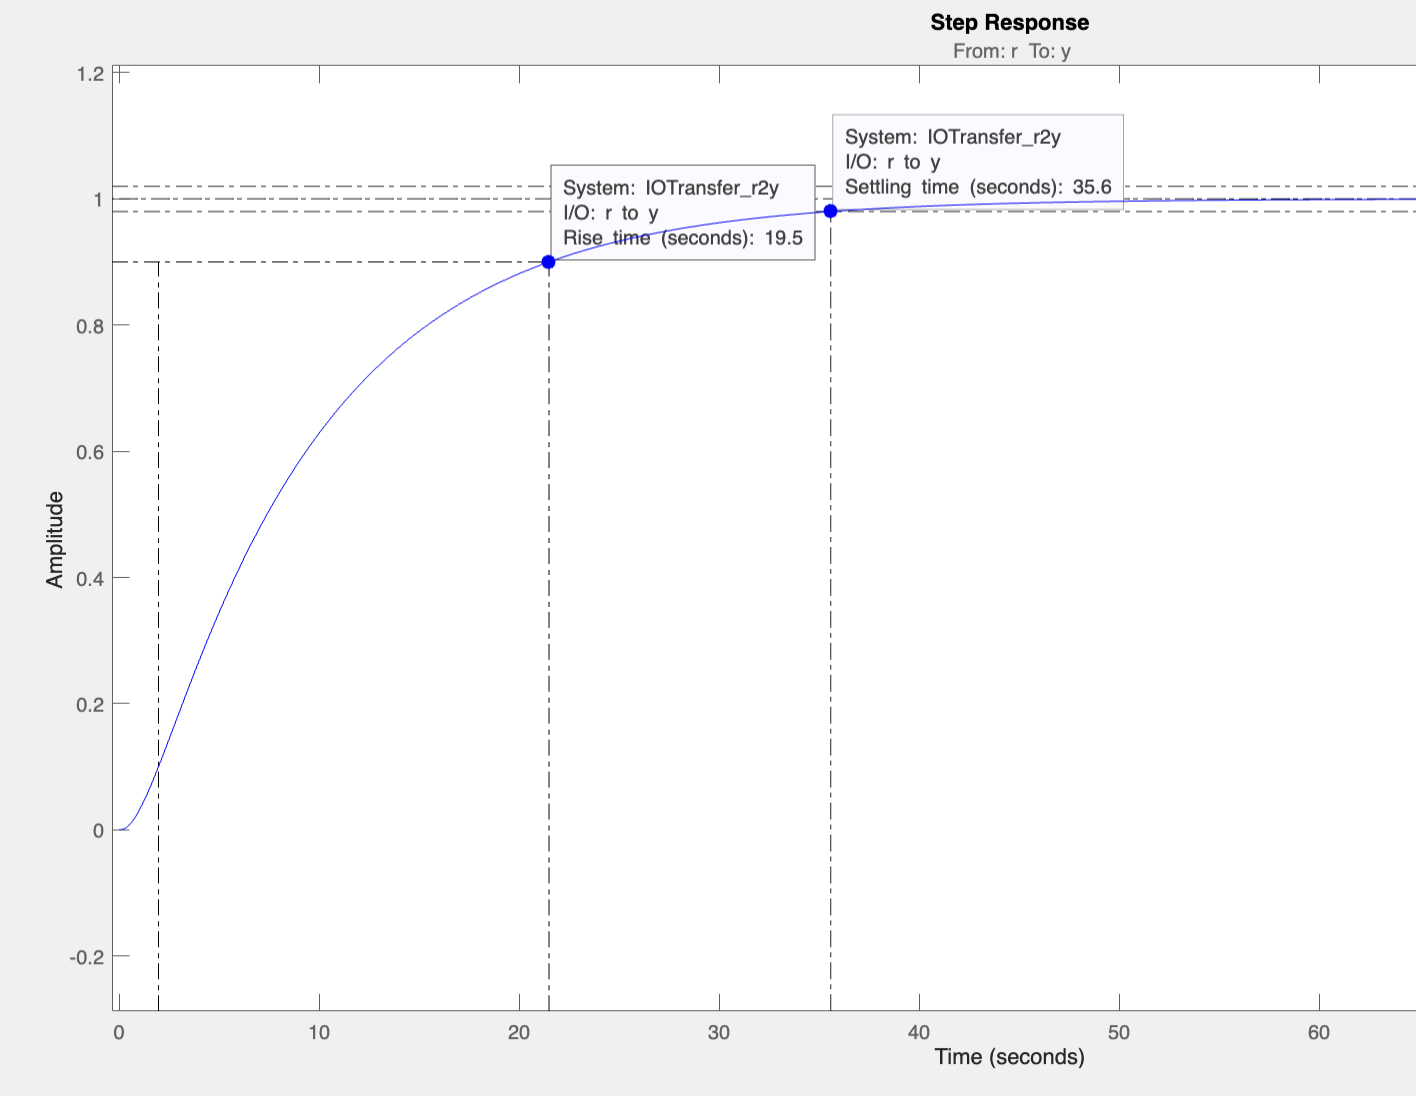 Step Response
From: r To: y
1.2
1
0.8
0.6
0.4
0.2
0
-0.2
Amplitude
System: IOTransfer_r2y
I/O: r to y
Rise time (seconds): 19.5
System: IOTransfer_r2y
I/O: r to y
Settling time (seconds): 35.6
0 10 20 30 40 50 60
Time (seconds)